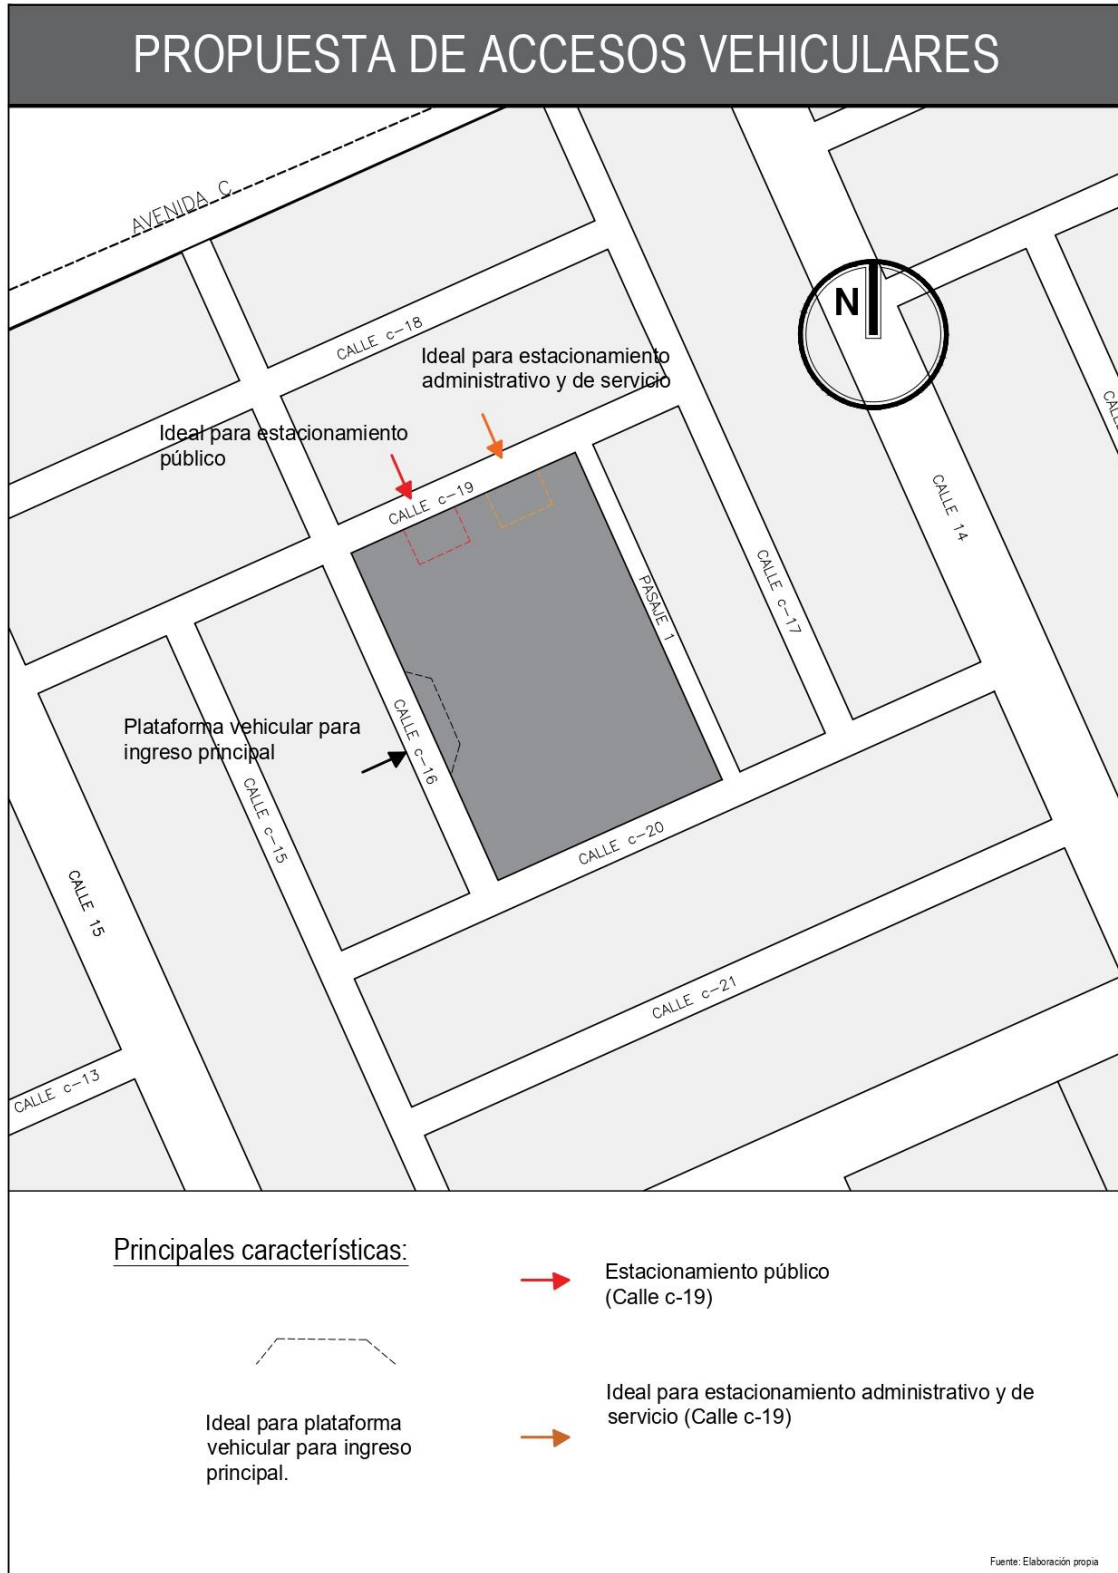 PROPUESTA DE ACCESOS VEHICULARES
AVENIDA C
N
CALLE c-18
Ideal para estacionamiento
administrativo y de servicio
Ideal para estacionamiento
público
CALLE c-19
CALLE 14
CALLE c-17
PASAJE 1
Plataforma vehicular para
ingreso principal
CALLE c-16
CALLE c-15
CALLE c-20
CALLE 15
CALLE c-21
CALLE c-13
Principales características:
Estacionamiento público
(Calle c-19)
Ideal para estacionamiento administrativo y de
servicio (Calle c-19)
Ideal para plataforma
vehicular para ingreso
principal.
Fuente: Elaboración propia